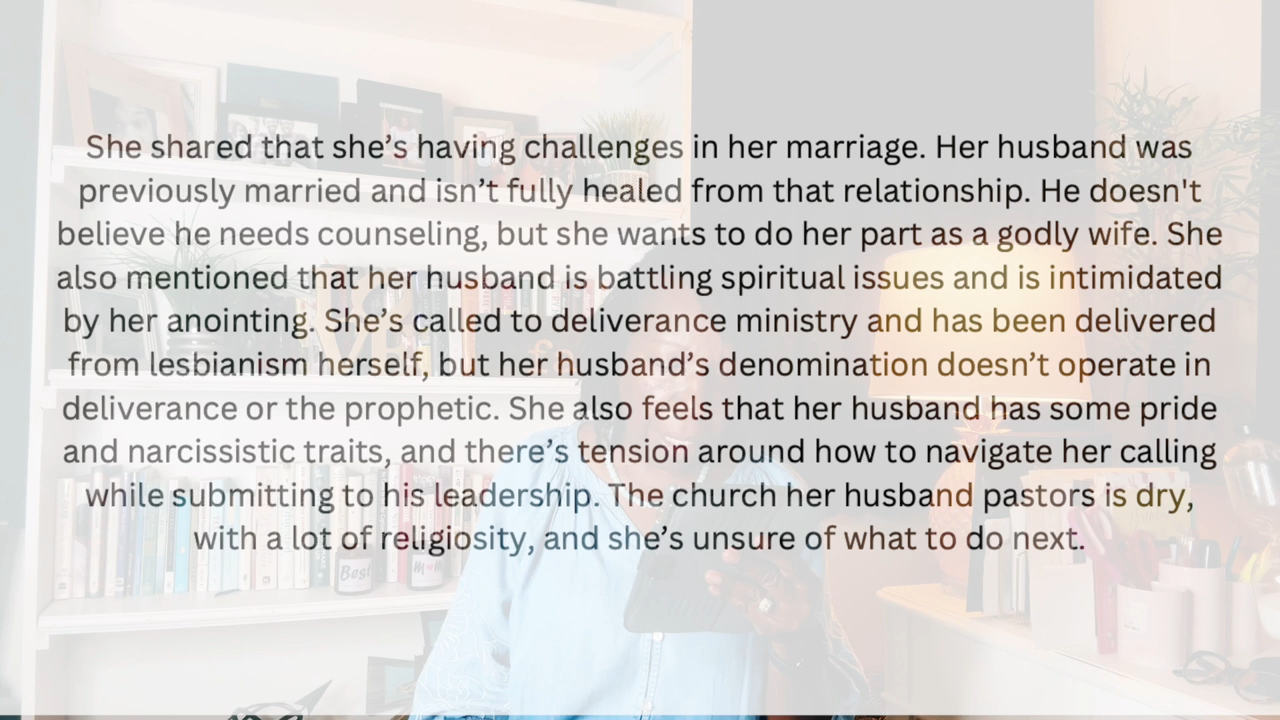 She shared that she’s having challenges in her marriage. Her husband was
previously married and isn’t fully healed from that relationship. He doesn't
believe he needs counseling, but she wants to do her part as a godly wife. She
also mentioned that her husband is battling spiritual issues and is intimidated
by her anointing. She’s called to deliverance ministry and has been delivered
from lesbianism herself, but her husband’s denomination doesn’t operate in
deliverance or the prophetic. She also feels that her husband has some pride
and narcissistic traits, and there’s tension around how to navigate her calling
while submitting to his leadership. The church her husband pastors is dry,
with a lot of religiosity, and she’s unsure of what to do next.
Best
Mom